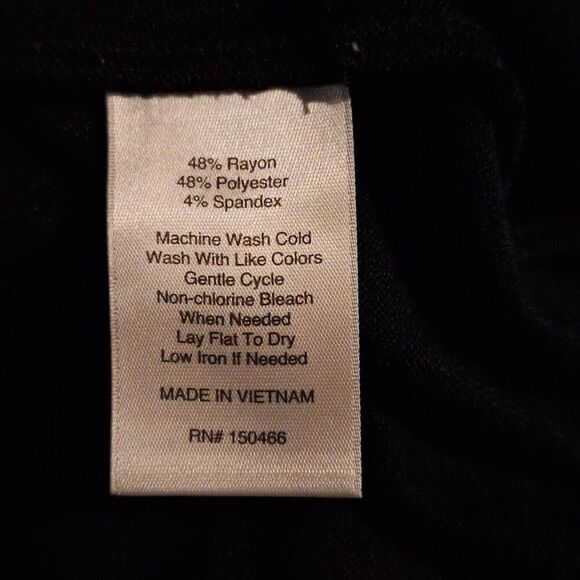 48% Rayon
48% Polyester
4% Spandex
Machine Wash Cold
Wash With Like Colors
Gentle Cycle
Non-chlorine Bleach
When Needed
Lay Flat To Dry
Low Iron If Needed
MADE IN VIETNAM
RN# 150466